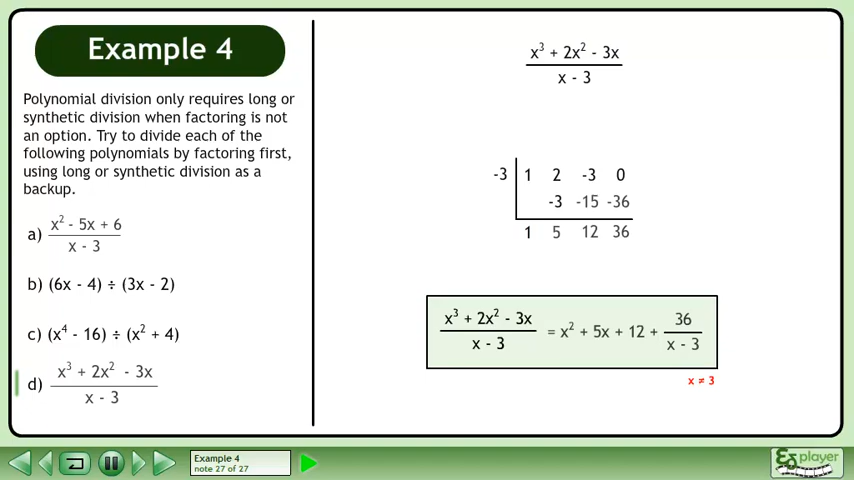 Example 4
Polynomial division only requires long or
synthetic division when factoring is not
an option. Try to divide each of the
following polynomials by factoring first,
using long or synthetic division as a
backup.
a) (x² - 5x + 6)/(x - 3)
b) (6x - 4) ÷ (3x - 2)
c) (x⁴ - 16) ÷ (x² + 4)
d) (x³ + 2x² - 3x)/(x - 3)
x³ + 2x² - 3x
x - 3
-3 1 2 -3 0
-3 -15 -36
1 5 12 36
(x³ + 2x² - 3x)/(x - 3) = x² + 5x + 12 + 36/(x - 3)
x ≠ 3
Example 4
note 27 of 27
player